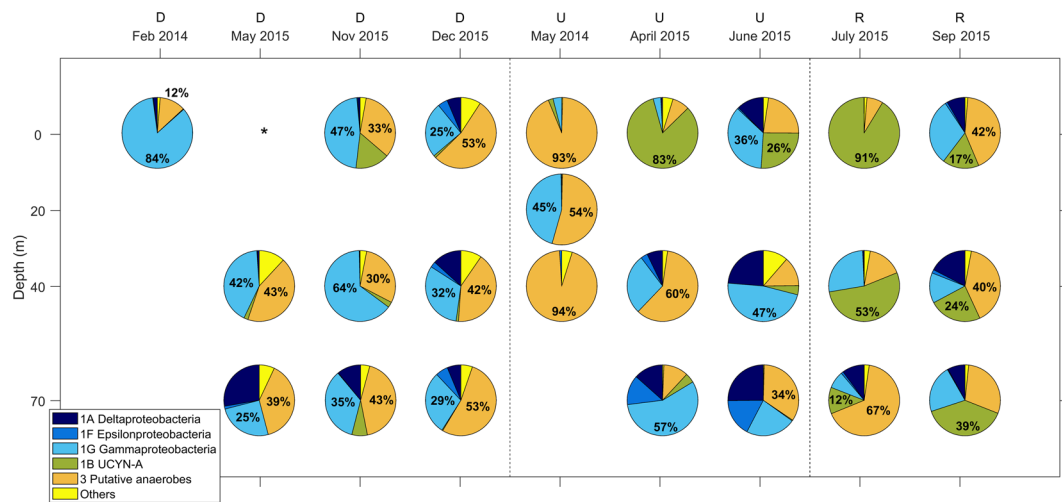 D D D D U U U R R
Feb 2014 May 2015 Nov 2015 Dec 2015 May 2014 April 2015 June 2015 July 2015 Sep 2015
12%
0 * 47% 33% 25% 53% 93% 83% 36% 26% 91% 42% 17%
84%
20 45% 54%
Depth (m)
40 42% 43% 64% 30% 32% 42% 94% 60% 47% 53% 24% 40%
70 25% 39% 35% 43% 29% 53% 57% 34% 12% 67% 39%
1A Deltaproteobacteria
1F Epsilonproteobacteria
1G Gammaproteobacteria
1B UCYN-A
3 Putative anaerobes
Others